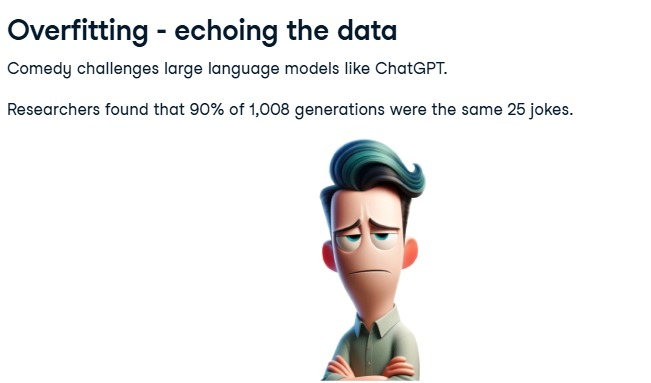 Overfitting - echoing the data
Comedy challenges large language models like ChatGPT.
Researchers found that 90% of 1,008 generations were the same 25 jokes.